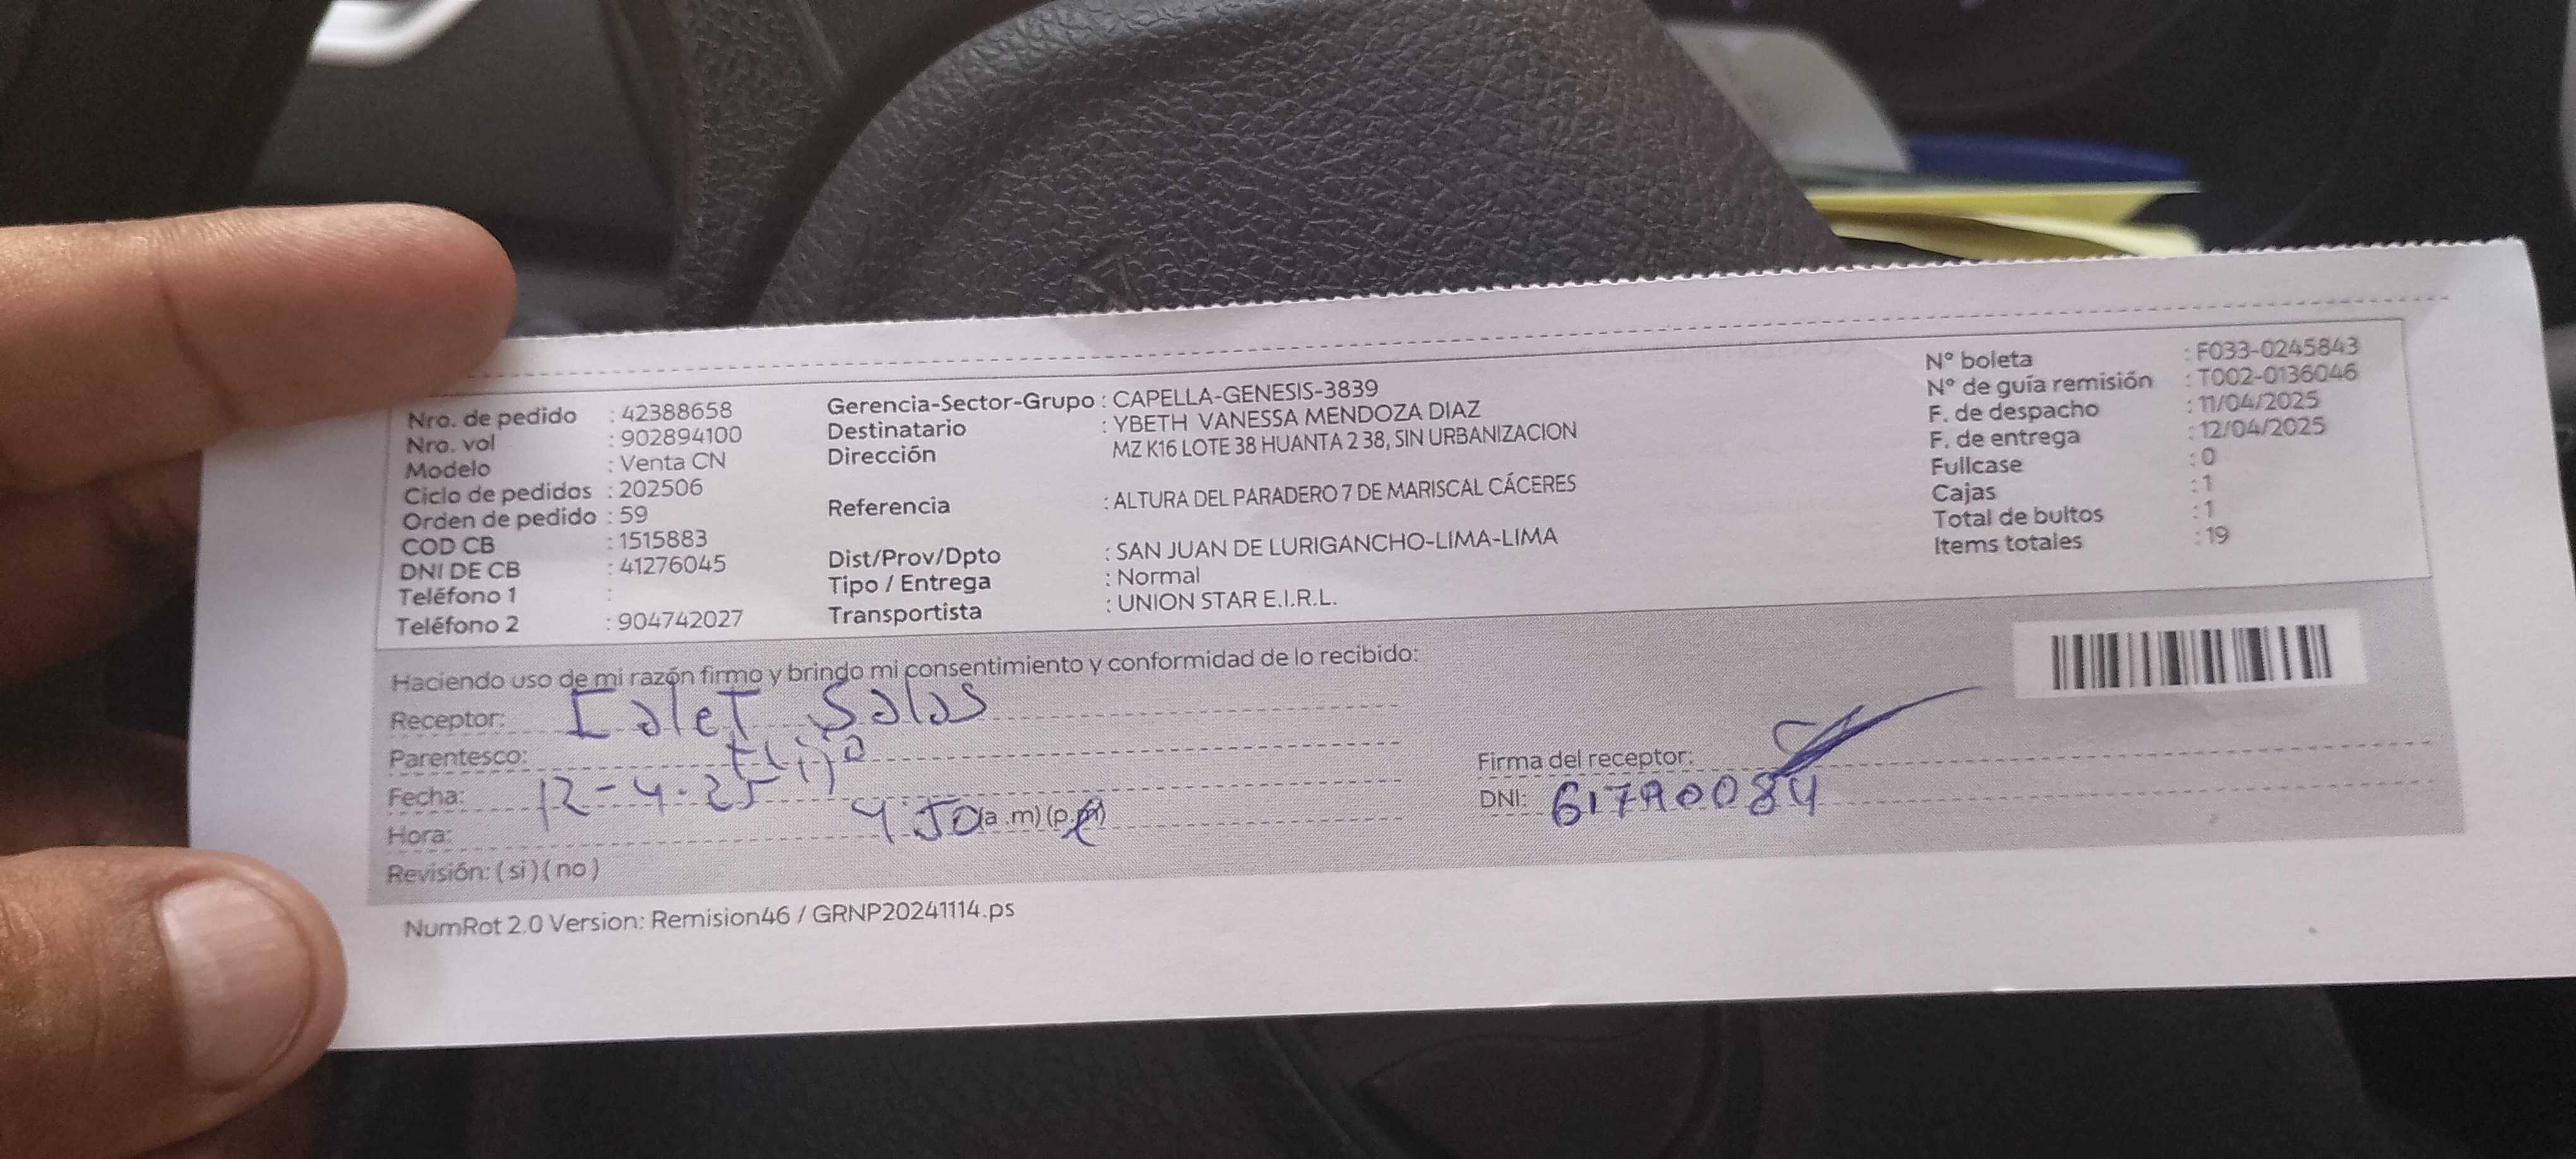 Nro. de pedido : 42388658
Nro. vol : 902894100
Modelo : Venta CN
Ciclo de pedidos : 202506
Orden de pedido : 59
COD CB : 1515883
DNI DE CB : 41276045
Teléfono 1 :
Teléfono 2 : 904742027
Gerencia-Sector-Grupo : CAPELLA-GENESIS-3839
Destinatario : YBETH VANESSA MENDOZA DIAZ
Dirección MZ K16 LOTE 38 HUANTA 2 38, SIN URBANIZACION
Referencia : ALTURA DEL PARADERO 7 DE MARISCAL CÁCERES
Dist/Prov/Dpto : SAN JUAN DE LURIGANCHO-LIMA-LIMA
Tipo / Entrega : Normal
Transportista : UNION STAR E.I.R.L.
N° boleta : F033-0245843
N° de guía remisión : T002-0136046
F. de despacho : 11/04/2025
F. de entrega : 12/04/2025
Fullcase : 0
Cajas : 1
Total de bultos : 1
Items totales : 19
Haciendo uso de mi razón firmo y brindo mi consentimiento y conformidad de lo recibido:
Receptor: Salas
Parentesco: Hijo
Fecha: 12-4-25
Hora: 4:50 (a.m) (p.m)
Revisión: ( si ) ( no )
Firma del receptor:
DNI:
NumRot 2.0 Version: Remision46 / GRNP20241114.ps